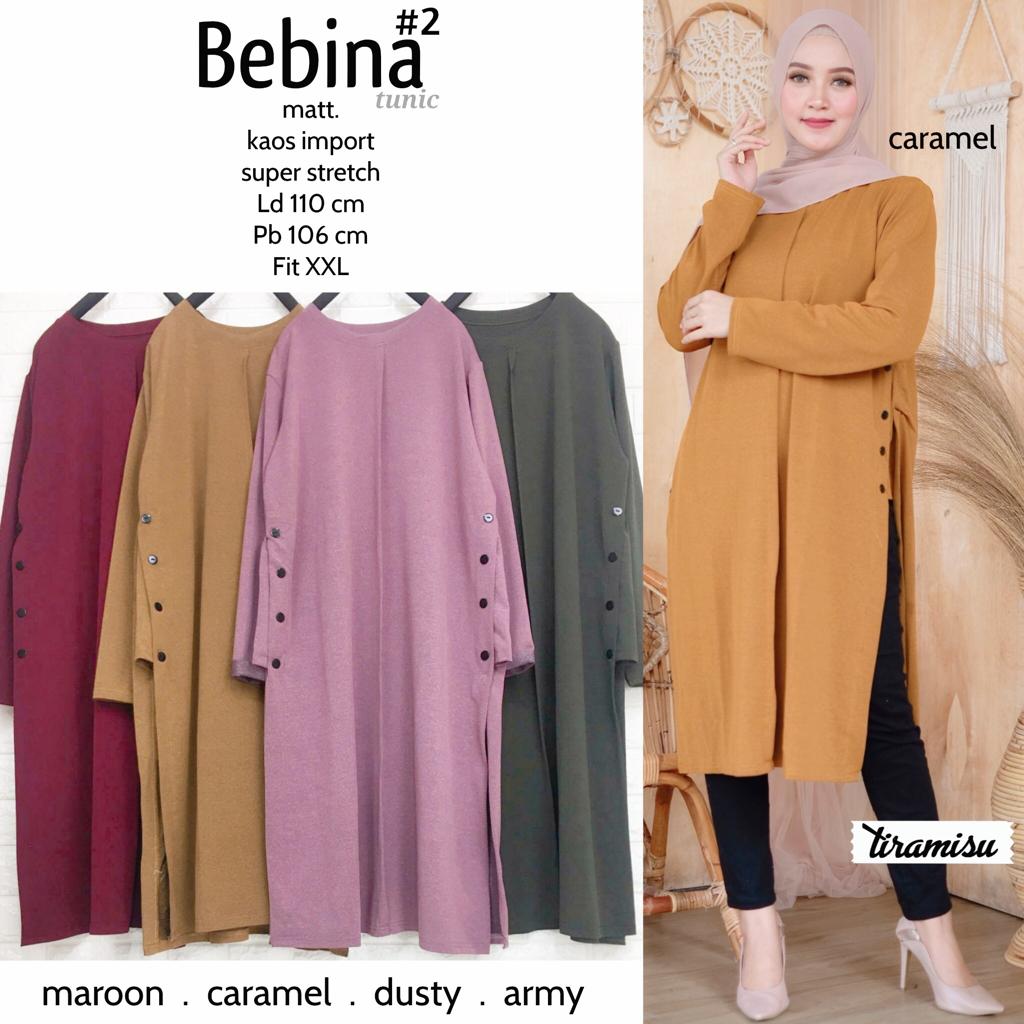 Bebina #2
tunic
matt.
kaos import
super stretch
Ld 110 cm
Pb 106 cm
Fit XXL
caramel
tiramisu
maroon . caramel . dusty . army